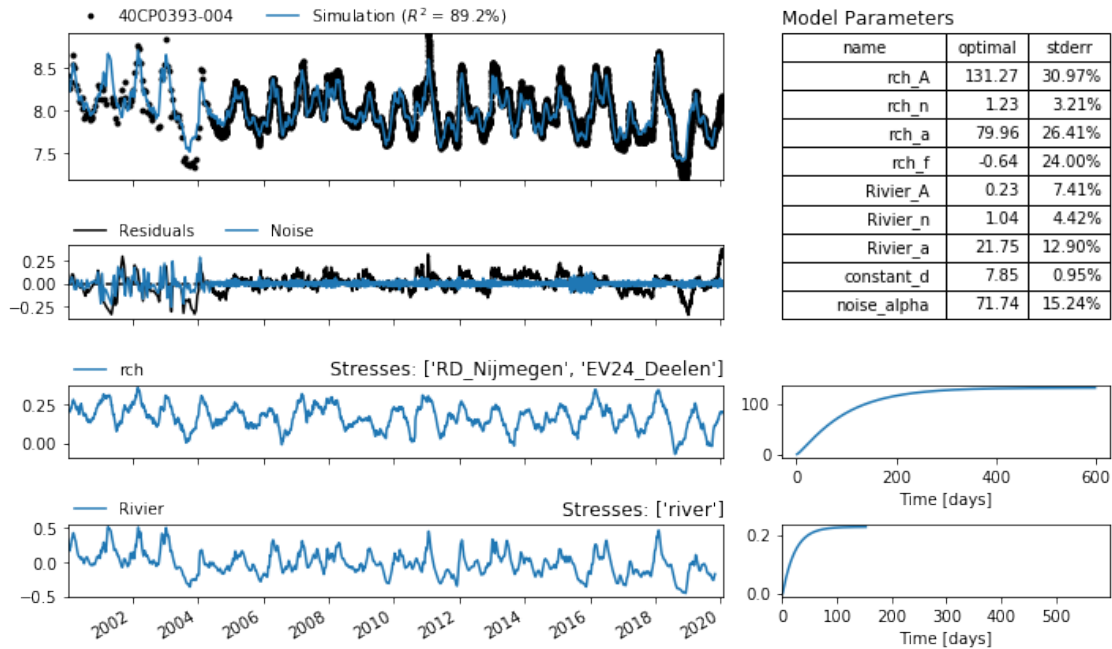 40CP0393-004 Simulation (R² = 89.2%)
8.5
8.0
7.5
Residuals Noise
0.25
0.00
−0.25
rch Stresses: ['RD_Nijmegen', 'EV24_Deelen']
0.25
0.00
Rivier Stresses: ['river']
0.5
0.0
−0.5
2002 2004 2006 2008 2010 2012 2014 2016 2018 2020
Model Parameters
name optimal stderr
rch_A 131.27 30.97%
rch_n 1.23 3.21%
rch_a 79.96 26.41%
rch_f -0.64 24.00%
Rivier_A 0.23 7.41%
Rivier_n 1.04 4.42%
Rivier_a 21.75 12.90%
constant_d 7.85 0.95%
noise_alpha 71.74 15.24%
100
0
0 200 400 600
Time [days]
0.2
0.0
0 100 200 300 400 500
Time [days]